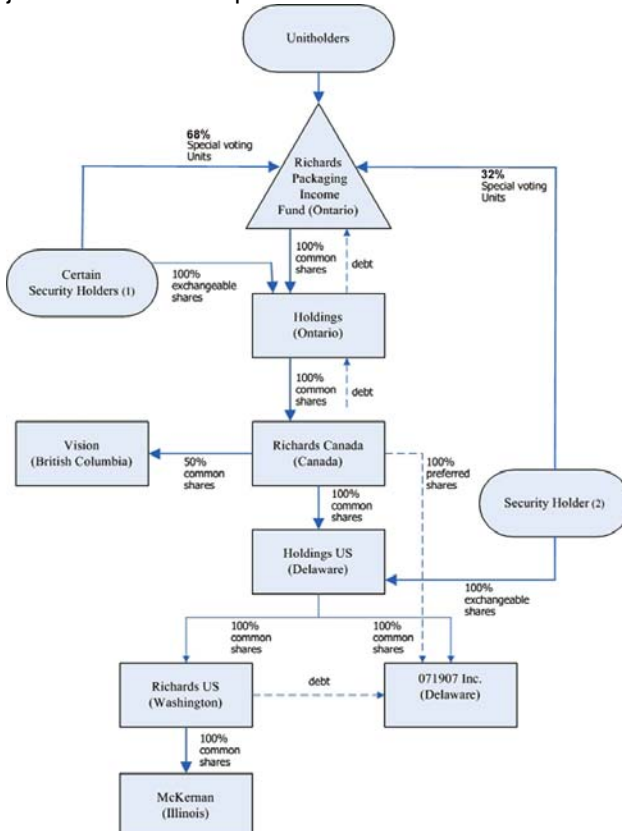 Unitholders
68%
Special voting
Units
Richards
Packaging
Income
Fund (Ontario)
32%
Special voting
Units
Certain
Security Holders (1)
100%
exchangeable
shares
100%
common
shares
debt
Holdings
(Ontario)
100%
common
shares
debt
Vision
(British Columbia)
50%
common
shares
Richards Canada
(Canada)
100%
preferred
shares
100%
common
shares
Security Holder (2)
Holdings US
(Delaware)
100%
exchangeable
shares
100%
common
shares
100%
common
shares
Richards US
(Washington)
debt
071907 Inc.
(Delaware)
100%
common
shares
McKernan
(Illinois)